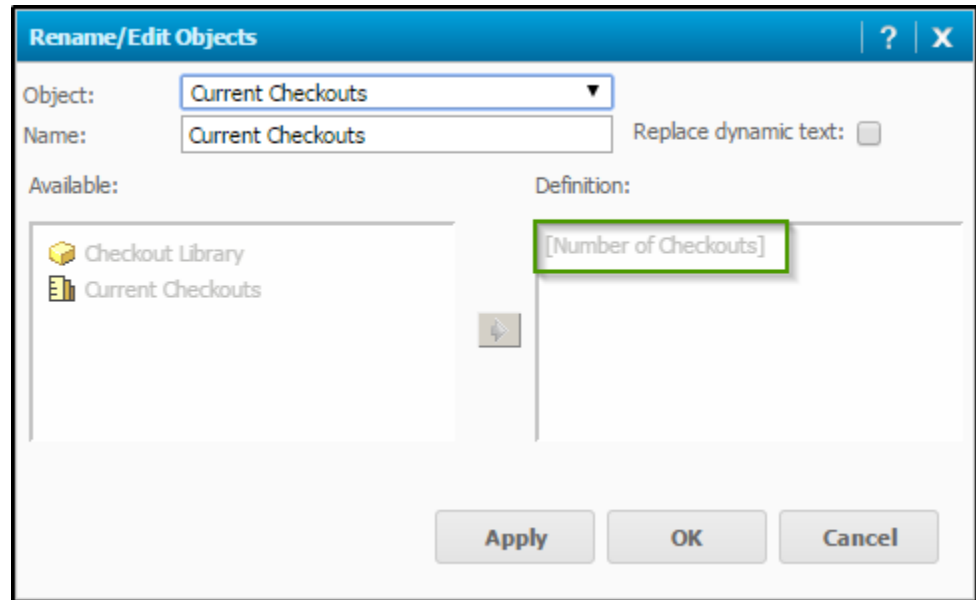 Rename/Edit Objects ? X
Object: Current Checkouts
Name: Current Checkouts Replace dynamic text:
Available: Definition:
Checkout Library [Number of Checkouts]
Current Checkouts
Apply OK Cancel